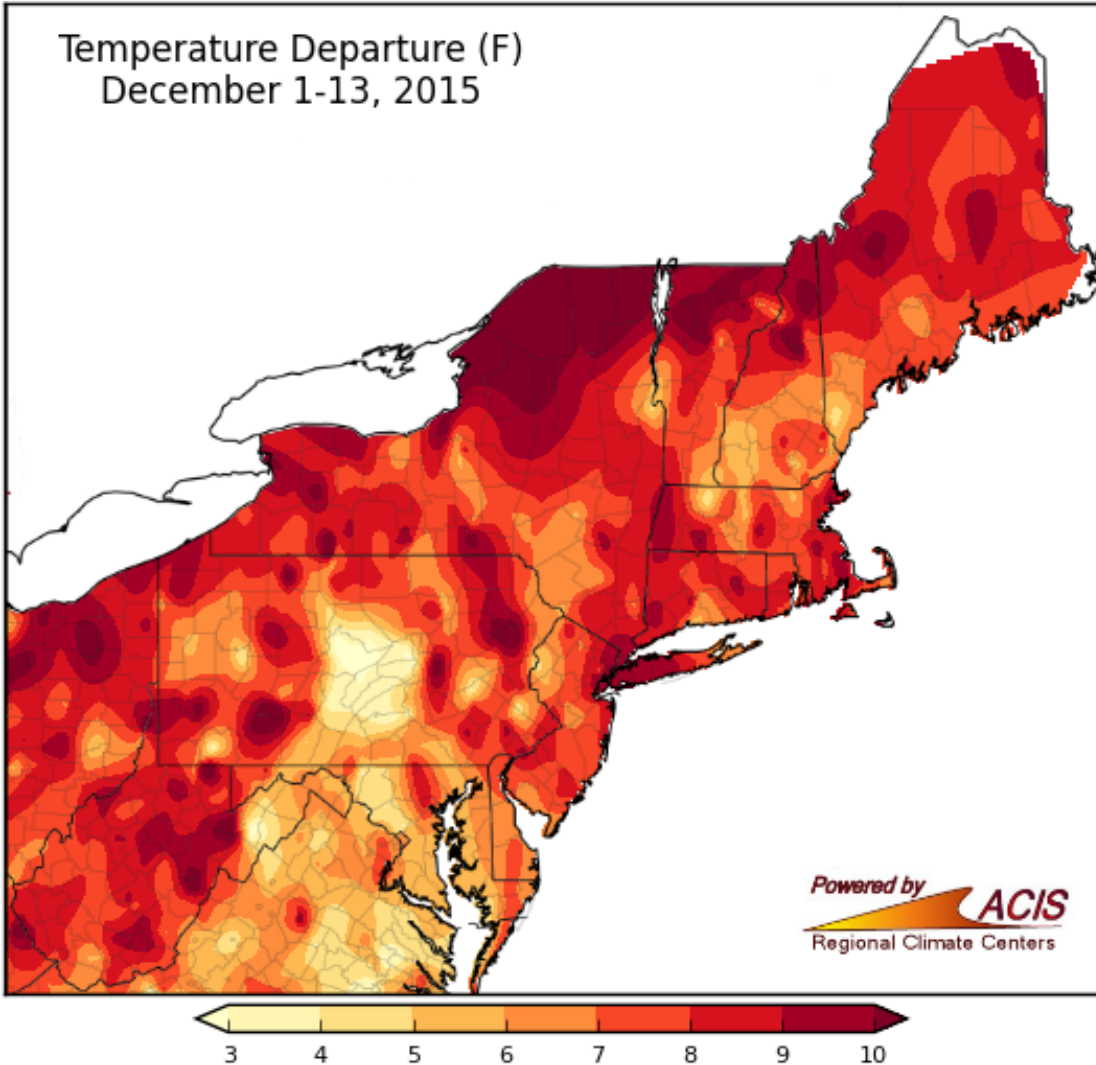 Temperature Departure (F)
December 1-13, 2015
Powered by
ACIS
Regional Climate Centers
3 4 5 6 7 8 9 10